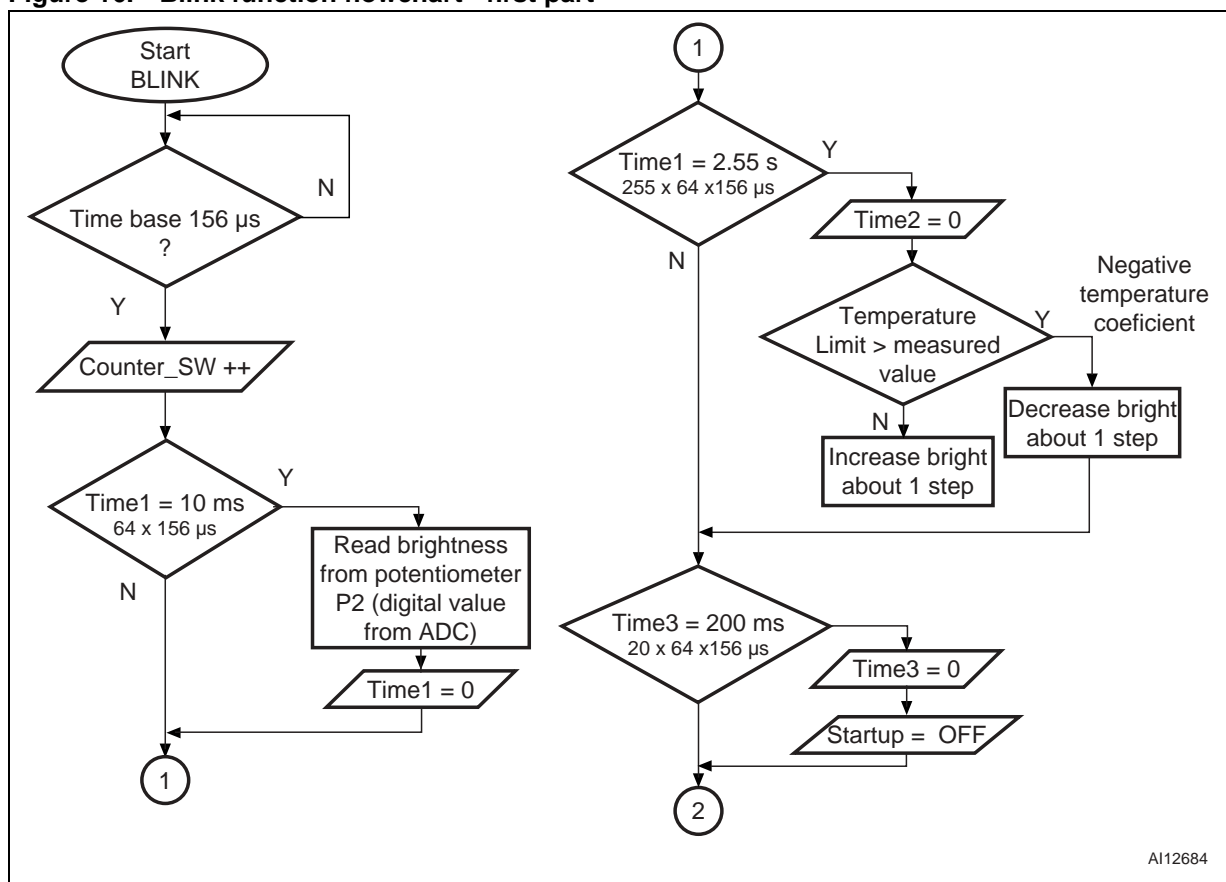 Start
BLINK
N
Time base 156 µs
?
Y
Counter_SW ++
Time1 = 10 ms
64 x 156 µs
Y
N
Read brightness
from potentiometer
P2 (digital value
from ADC)
Time1 = 0
1
1
Time1 = 2.55 s
255 x 64 x156 µs
Y
N
Time2 = 0
Temperature
Limit > measured
value
Y
Negative
temperature
coeficient
N
Decrease bright
about 1 step
Increase bright
about 1 step
Time3 = 200 ms
20 x 64 x156 µs
Time3 = 0
Startup = OFF
2
AI12684